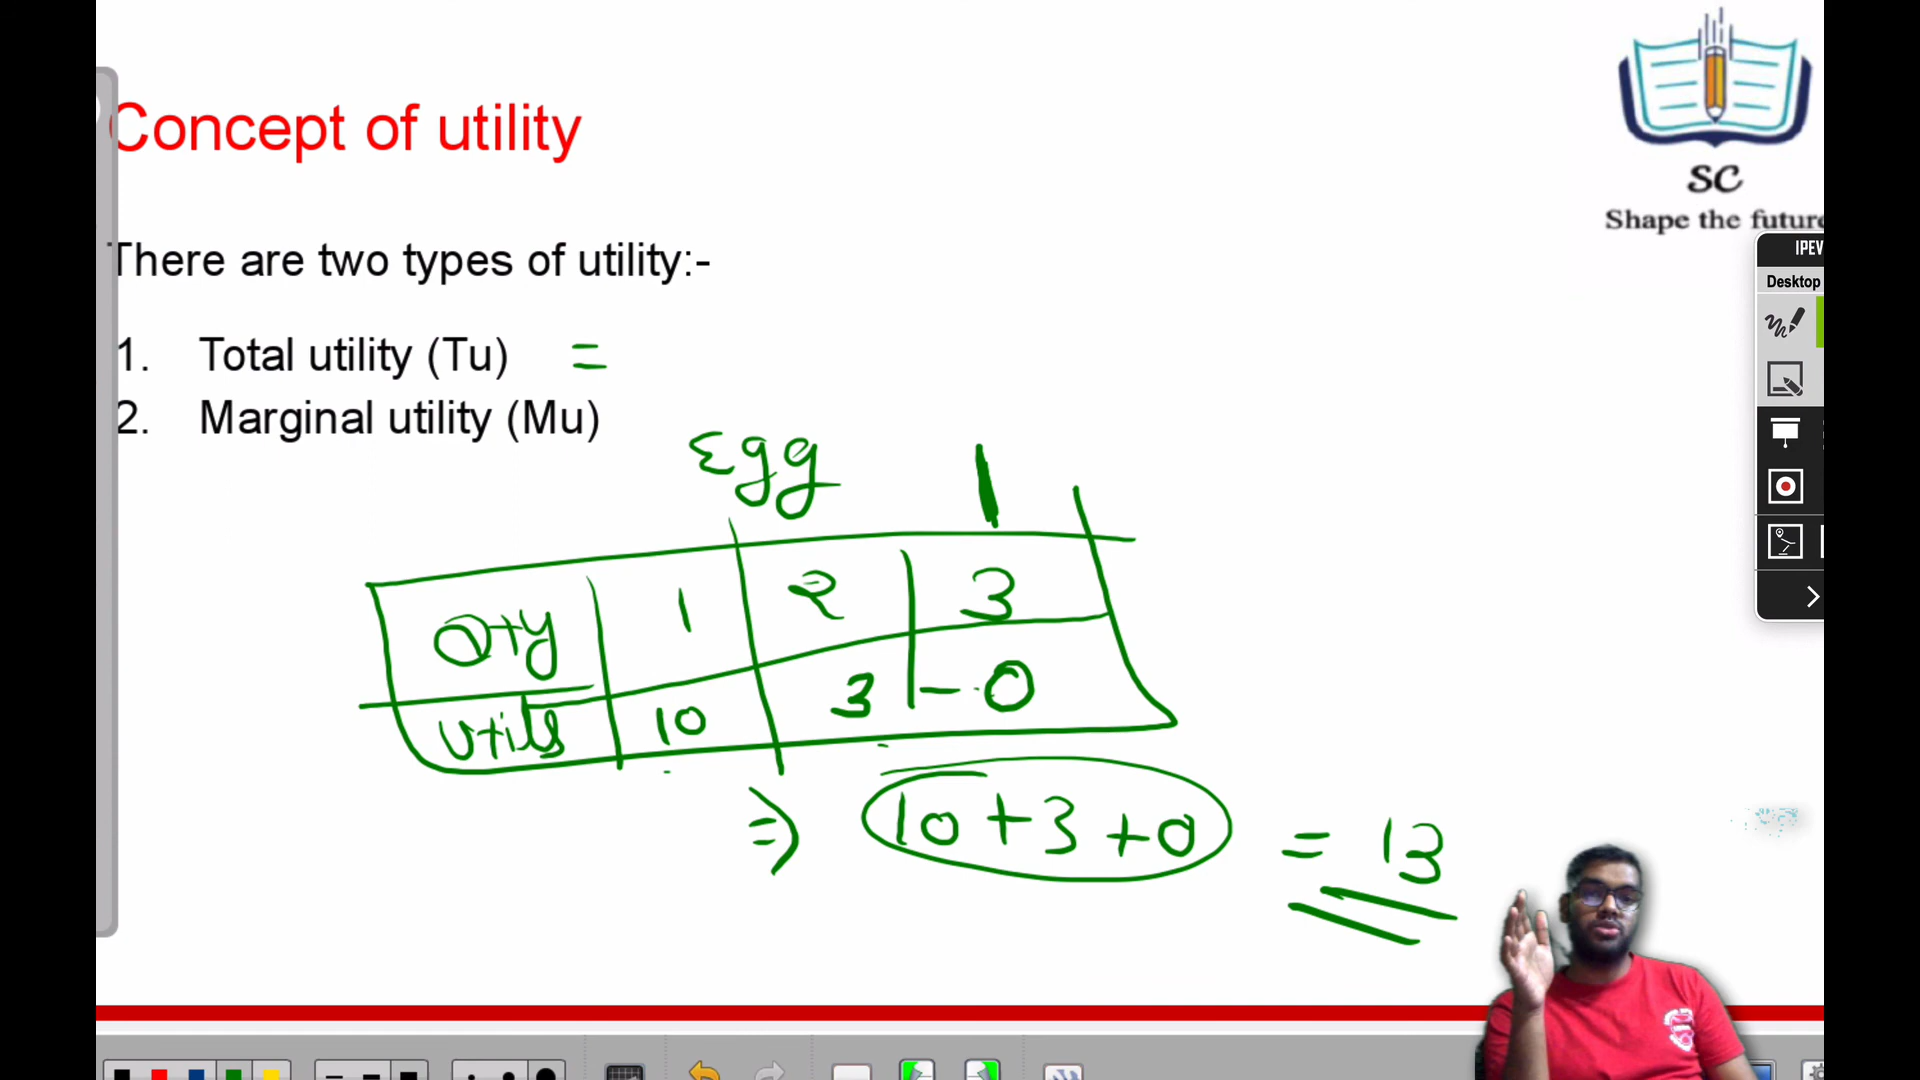 Concept of utility
SC
Shape the future
There are two types of utility:-
IPEV
Desktop
1. Total utility (Tu) =
2. Marginal utility (Mu)
Egg
Qty 1 2 3
Utils 10 3 - 0
⇒ 10 + 3 + 0 = 13